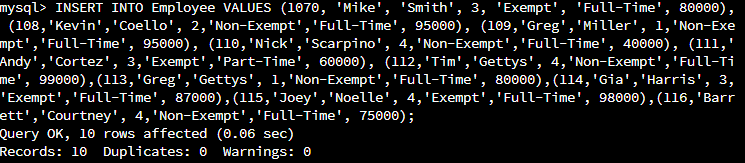 mysql> INSERT INTO Employee VALUES (1070, 'Mike', 'Smith', 3, 'Exempt', 'Full-Time', 80000),
(108,'Kevin','Coello', 2,'Non-Exempt','Full-Time', 95000), (109,'Greg','Miller', 1,'Non-Exe
mpt','Full-Time', 95000), (110,'Nick','Scarpino', 4,'Non-Exempt','Full-Time', 40000), (111,'
Andy','Cortez', 3,'Exempt','Part-Time', 60000), (112,'Tim','Gettys', 4,'Non-Exempt','Full-Ti
me', 99000),(113,'Greg','Gettys', 1,'Non-Exempt','Full-Time', 80000),(114,'Gia','Harris', 3,
'Exempt','Full-Time', 87000),(115,'Joey','Noelle', 4,'Exempt','Full-Time', 98000),(116,'Barr
ett','Courtney', 4,'Non-Exempt','Full-Time', 75000);
Query OK, 10 rows affected (0.06 sec)
Records: 10  Duplicates: 0  Warnings: 0